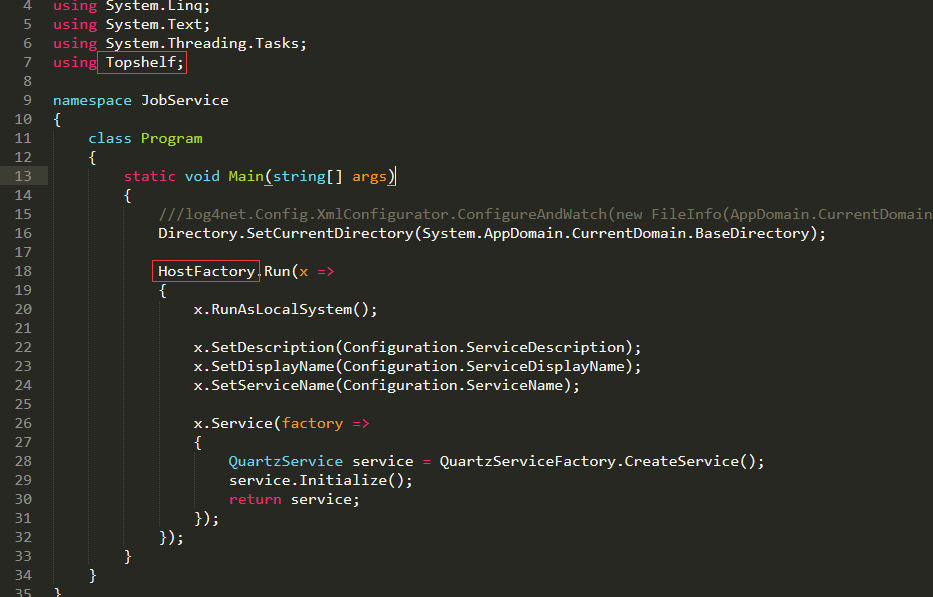 4 using System.Linq;
5 using System.Text;
6 using System.Threading.Tasks;
7 using Topshelf;
8
9 namespace JobService
10 {
11     class Program
12     {
13         static void Main(string[] args)
14         {
15             ///log4net.Config.XmlConfigurator.ConfigureAndWatch(new FileInfo(AppDomain.CurrentDomain
16             Directory.SetCurrentDirectory(System.AppDomain.CurrentDomain.BaseDirectory);
17
18             HostFactory.Run(x =>
19             {
20                 x.RunAsLocalSystem();
21
22                 x.SetDescription(Configuration.ServiceDescription);
23                 x.SetDisplayName(Configuration.ServiceDisplayName);
24                 x.SetServiceName(Configuration.ServiceName);
25
26                 x.Service(factory =>
27                 {
28                     QuartzService service = QuartzServiceFactory.CreateService();
29                     service.Initialize();
30                     return service;
31                 });
32             });
33         }
34     }
35 }